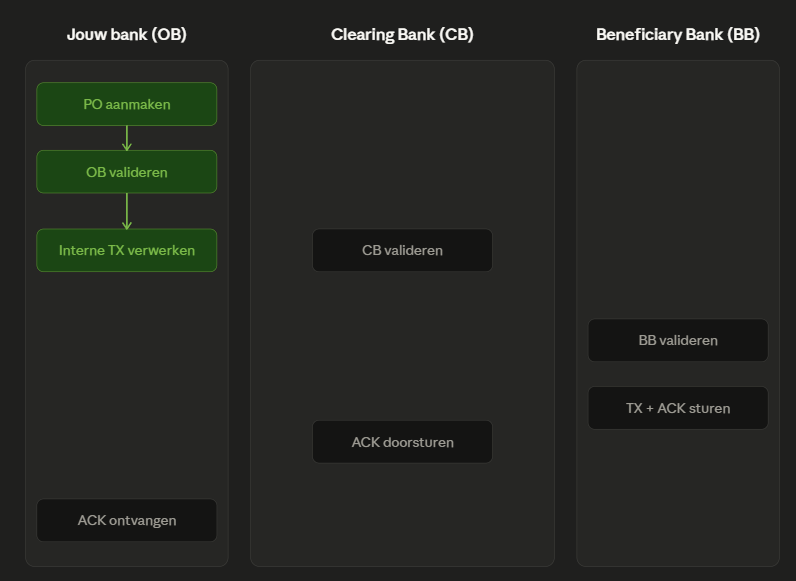 Jouw bank (OB)
Clearing Bank (CB)
Beneficiary Bank (BB)
PO aanmaken
OB valideren
Interne TX verwerken
CB valideren
BB valideren
TX + ACK sturen
ACK doorsturen
ACK ontvangen